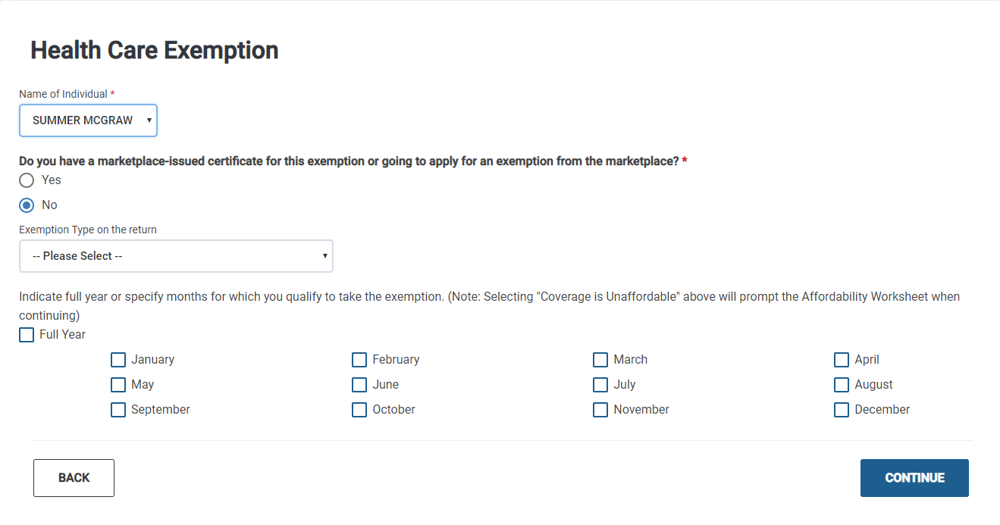 Health Care Exemption
Name of Individual *
SUMMER MCGRAW
Do you have a marketplace-issued certificate for this exemption or going to apply for an exemption from the marketplace? *
Yes
No
Exemption Type on the return
-- Please Select --
Indicate full year or specify months for which you qualify to take the exemption. (Note: Selecting "Coverage is Unaffordable" above will prompt the Affordability Worksheet when
continuing)
Full Year
January February March April
May June July August
September October November December
BACK CONTINUE